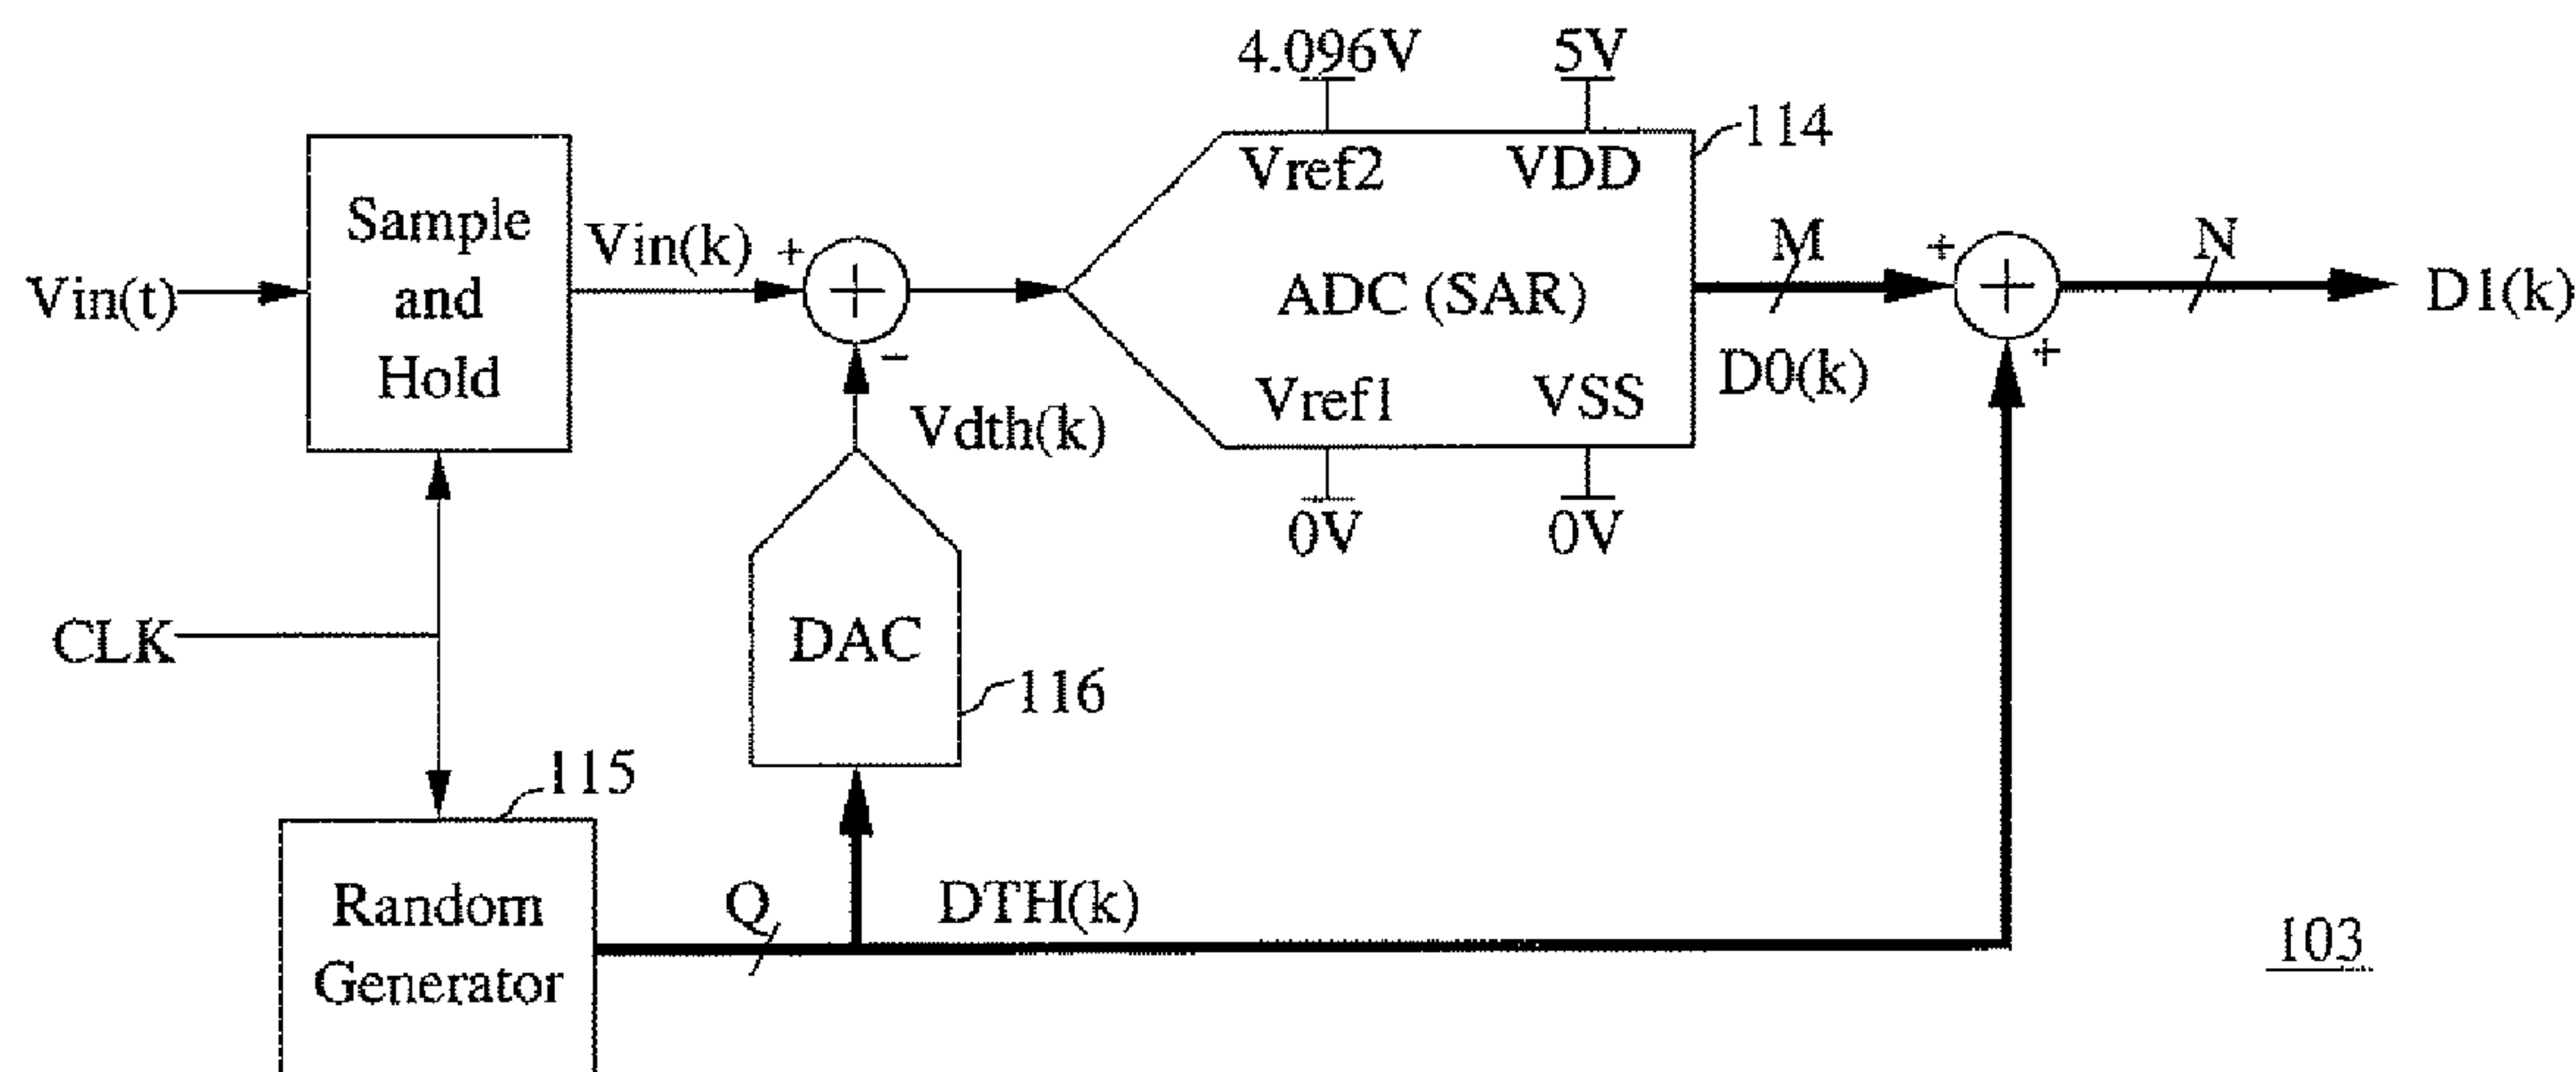 4.096V
5V
114
Vref2
VDD
Sample
and
Hold
Vin(t)
Vin(k)
+
+
−
ADC (SAR)
M
+
+
+
N
D1(k)
D0(k)
Vref1
VSS
Vdth(k)
0V
0V
CLK
DAC
116
115
Random
Generator
Q
DTH(k)
103